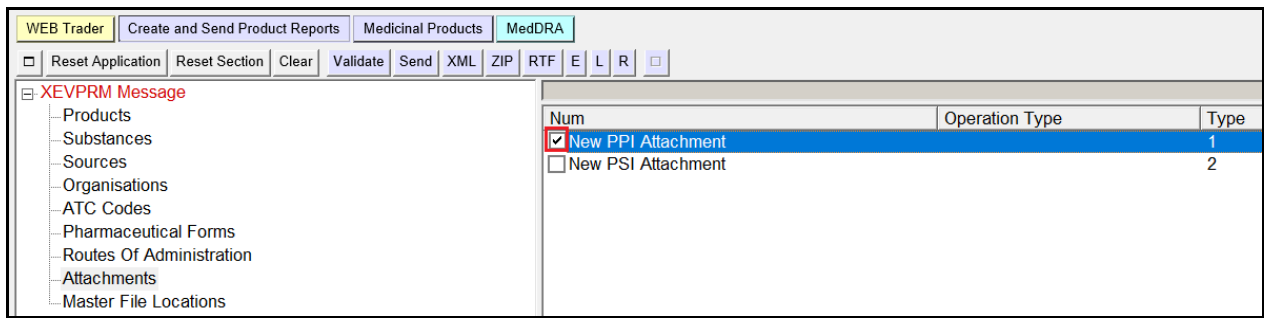 WEB Trader Create and Send Product Reports Medicinal Products MedDRA
Reset Application Reset Section Clear Validate Send XML ZIP RTF E L R
XEVPRM Message
Products
Substances
Sources
Organisations
ATC Codes
Pharmaceutical Forms
Routes Of Administration
Attachments
Master File Locations
Num Operation Type Type
New PPI Attachment 1
New PSI Attachment 2